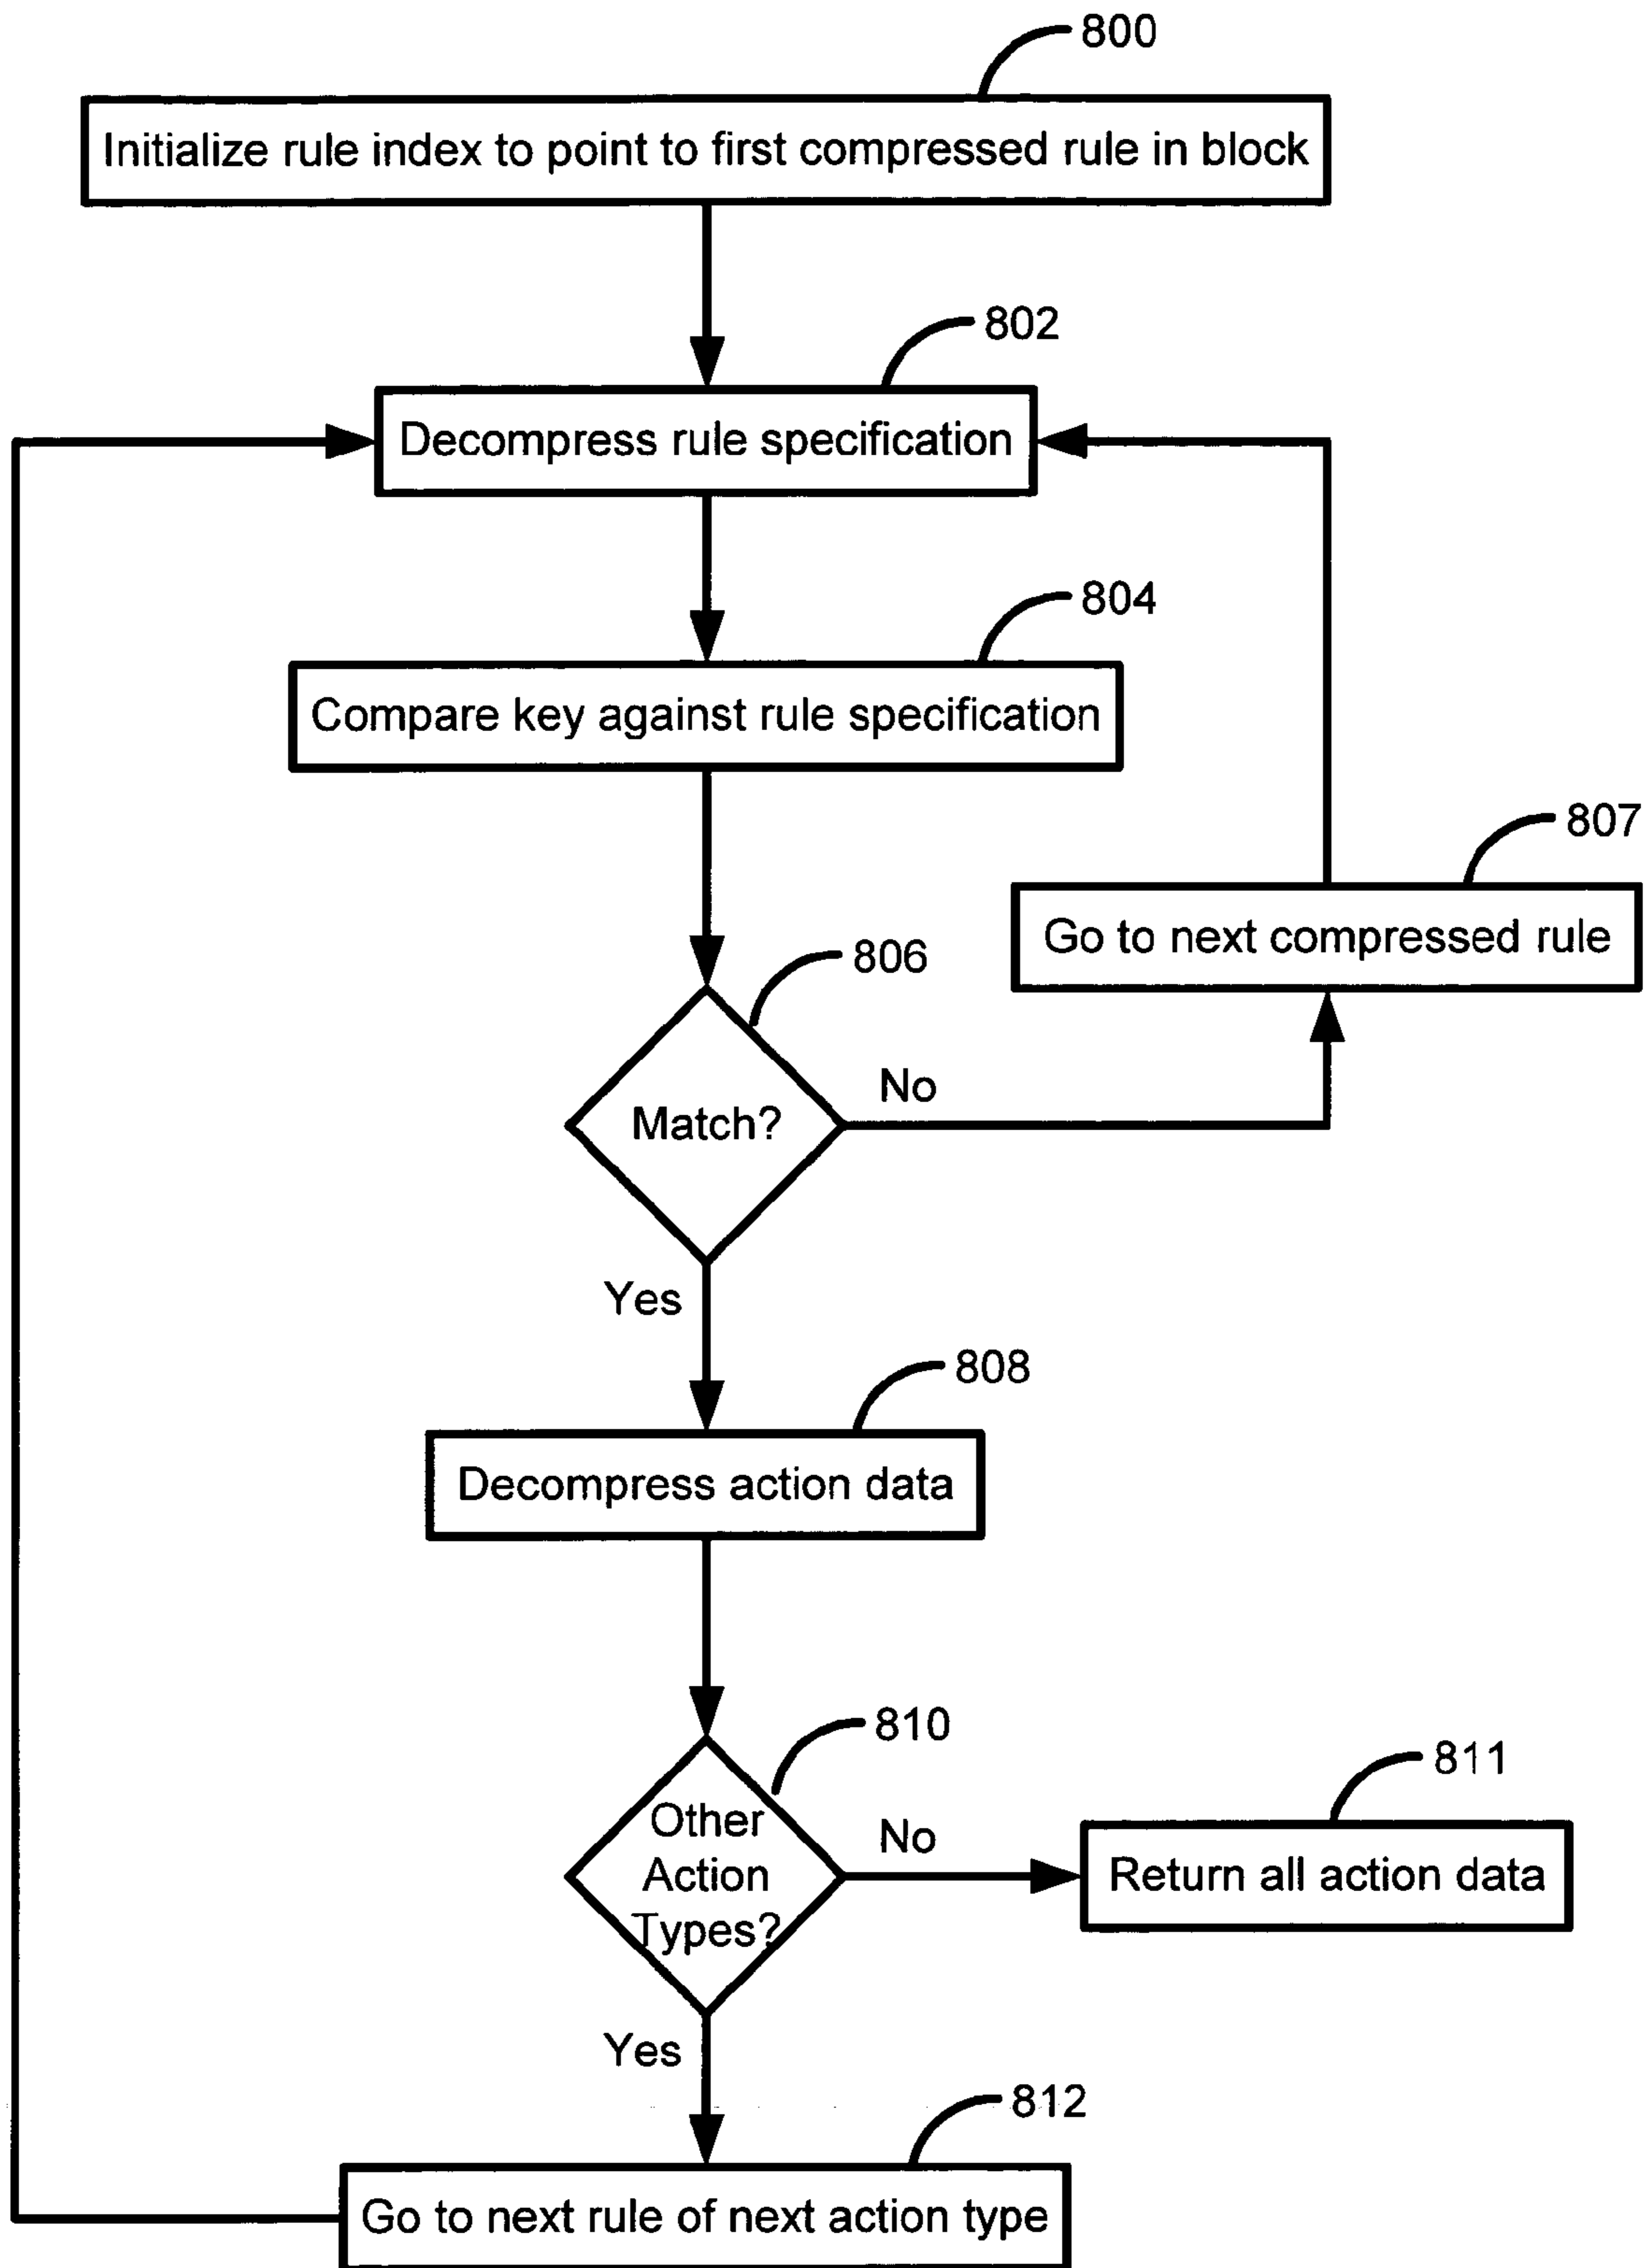 800
Initialize rule index to point to first compressed rule in block
802
Decompress rule specification
804
Compare key against rule specification
807
Go to next compressed rule
806
Match?
No
Yes
808
Decompress action data
810
Other
Action
Types?
No
811
Return all action data
Yes
812
Go to next rule of next action type